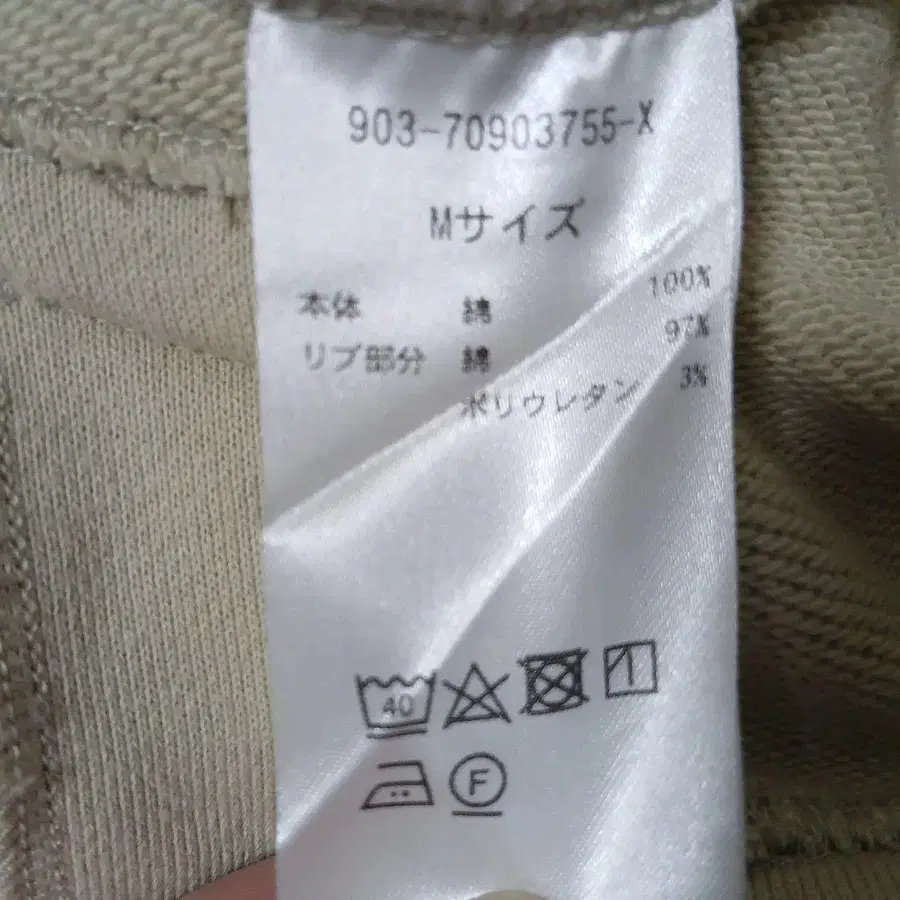 903-70903755-X
Mサイズ
本体 綿 100%
リブ部分 綿 97%
ポリウレタン 3%
40
F